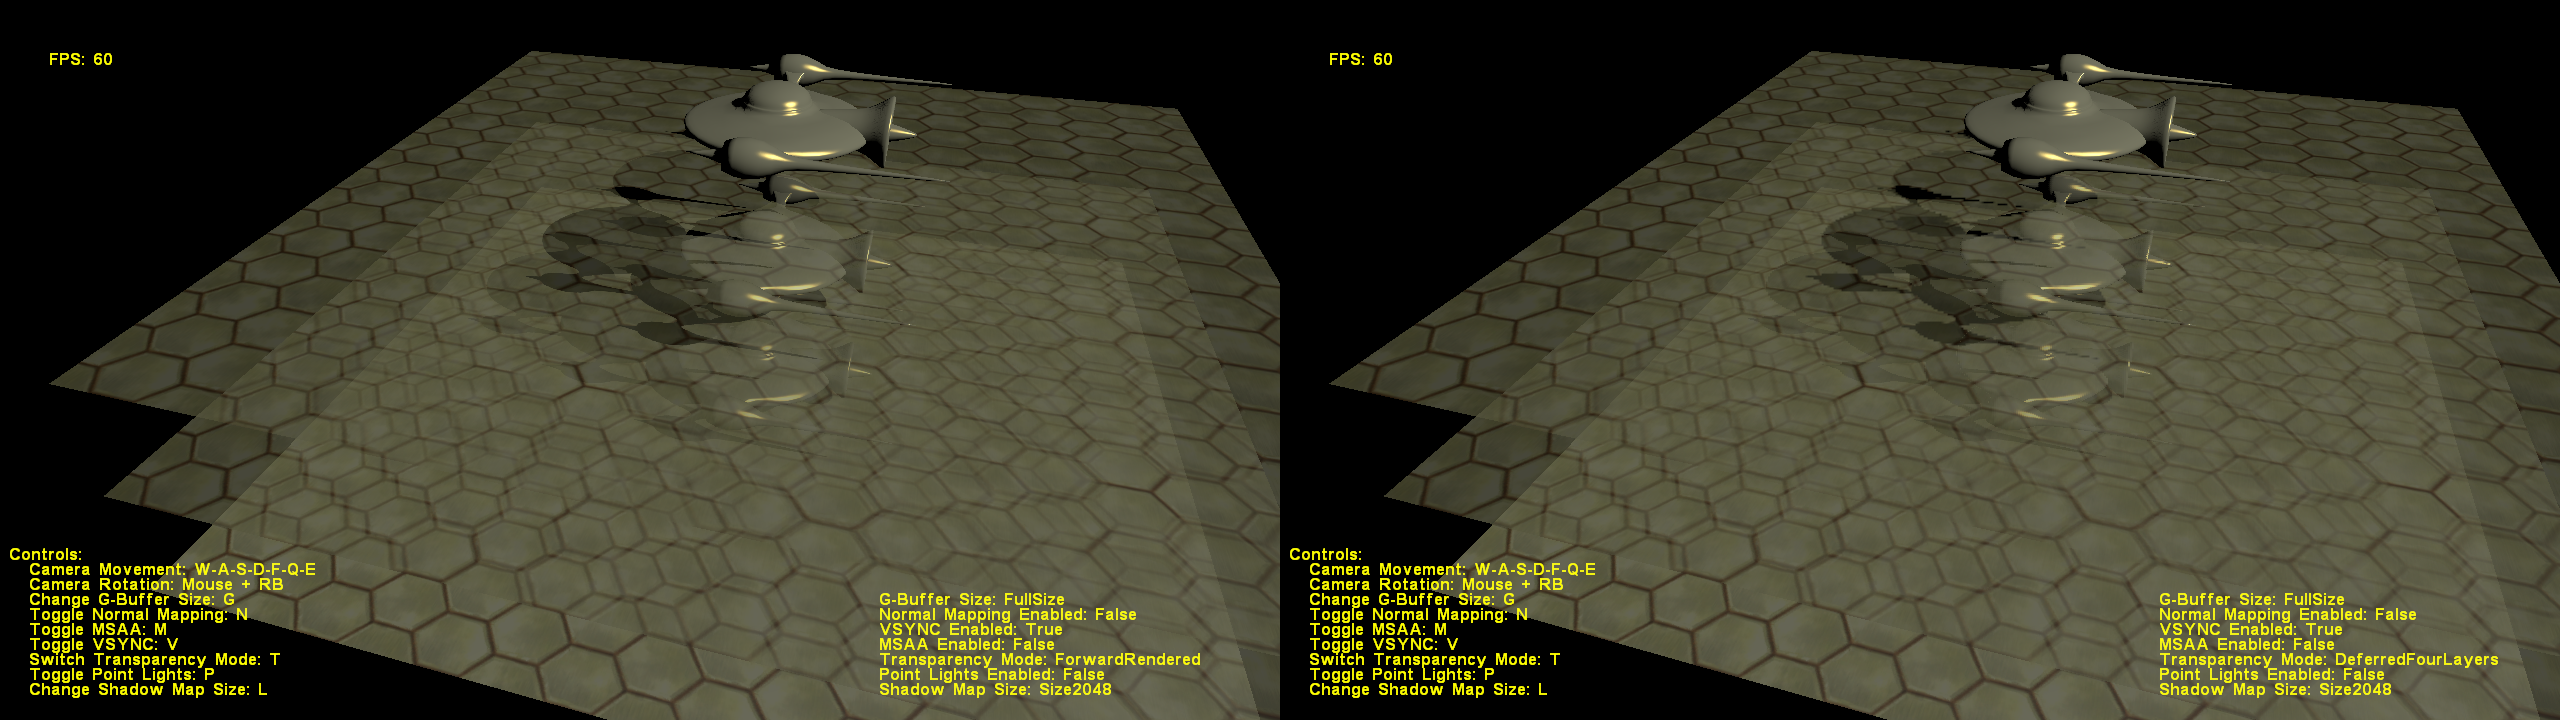 FPS: 60
Controls:
Camera Movement: W-A-S-D-F-Q-E
Camera Rotation: Mouse + RB
Change G-Buffer Size: G
Toggle Normal Mapping: N
Toggle MSAA: M
Toggle VSYNC: V
Switch Transparency Mode: T
Toggle Point Lights: P
Change Shadow Map Size: L
G-Buffer Size: FullSize
Normal Mapping Enabled: False
VSYNC Enabled: True
MSAA Enabled: False
Transparency Mode: ForwardRendered
Point Lights Enabled: False
Shadow Map Size: Size2048
FPS: 60
Controls:
Camera Movement: W-A-S-D-F-Q-E
Camera Rotation: Mouse + RB
Change G-Buffer Size: G
Toggle Normal Mapping: N
Toggle MSAA: M
Toggle VSYNC: V
Switch Transparency Mode: T
Toggle Point Lights: P
Change Shadow Map Size: L
G-Buffer Size: FullSize
Normal Mapping Enabled: False
VSYNC Enabled: True
MSAA Enabled: False
Transparency Mode: DeferredFourLayers
Point Lights Enabled: False
Shadow Map Size: Size2048